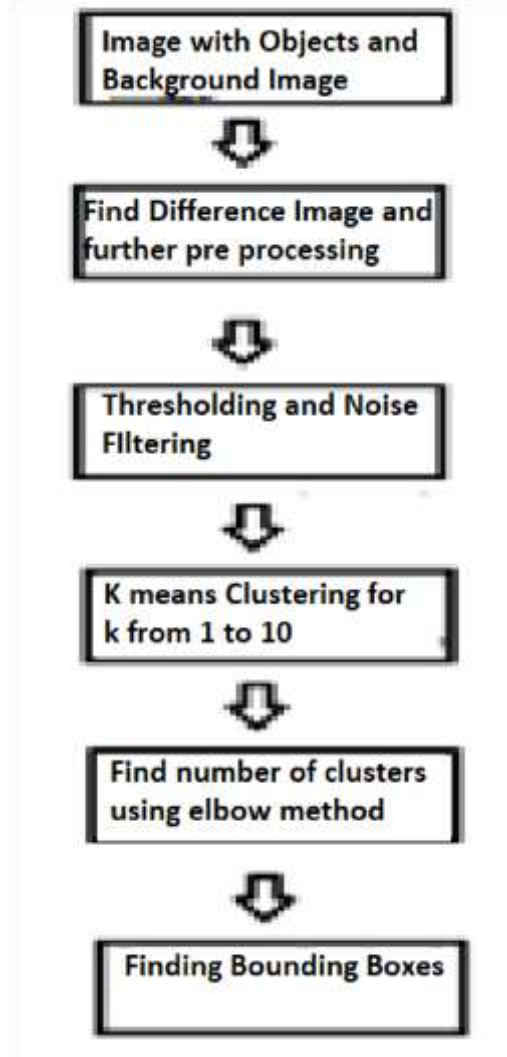 Image with Objects and
Background Image
Find Difference Image and
further pre processing
Thresholding and Noise
FIltering
K means Clustering for
k from 1 to 10
Find number of clusters
using elbow method
Finding Bounding Boxes